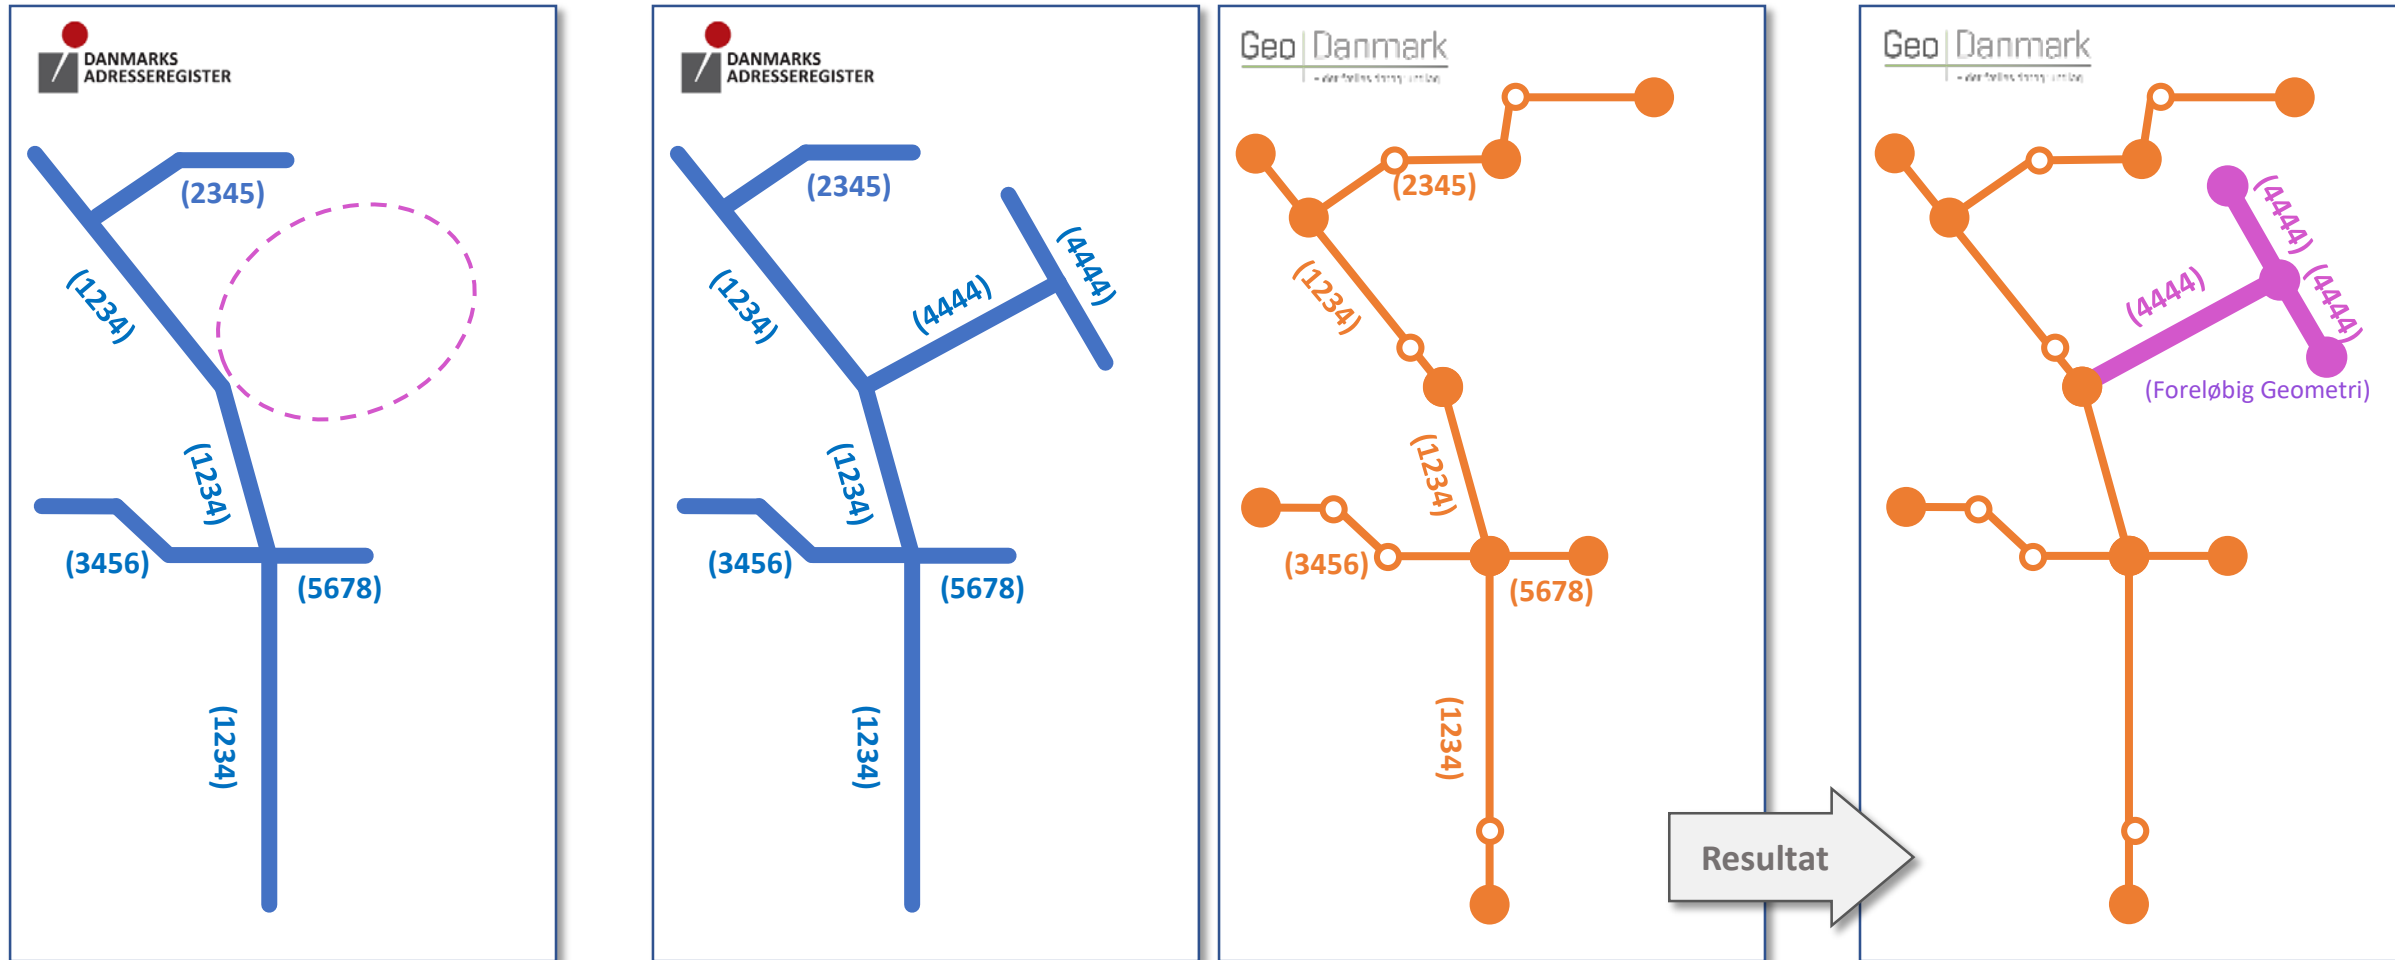 DANMARKS
ADRESSEREGISTER
(2345)
(1234)
(1234)
(3456)
(5678)
(1234)
DANMARKS
ADRESSEREGISTER
(2345)
(4444)
(1234)
(4444)
(1234)
(3456)
(5678)
(1234)
Geo Danmark
(2345)
(1234)
(1234)
(3456)
(5678)
(1234)
Resultat
Geo Danmark
(4444)
(4444)
(4444)
(Foreløbig Geometri)